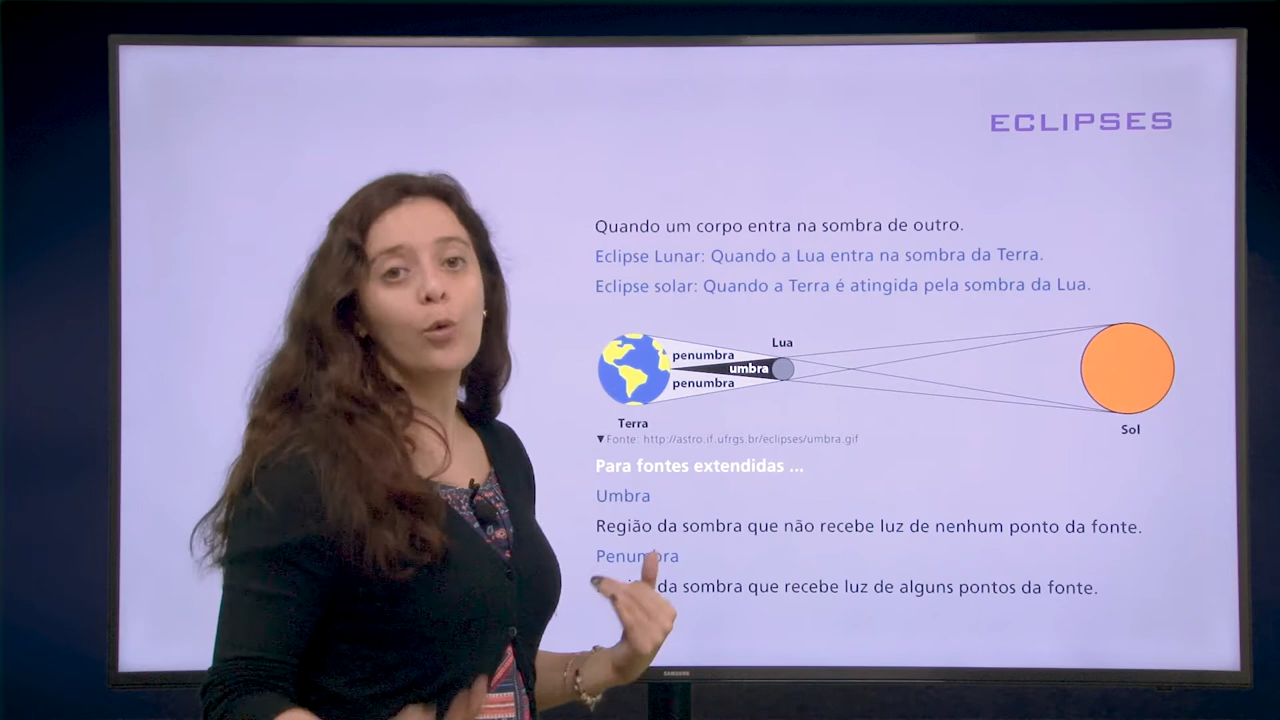 ECLIPSES
Quando um corpo entra na sombra de outro.
Eclipse Lunar: Quando a Lua entra na sombra da Terra.
Eclipse solar: Quando a Terra é atingida pela sombra da Lua.
Lua
penumbra
umbra
penumbra
Terra
Sol
Fonte: http://astro.if.ufrgs.br/eclipses/umbra.gif
Para fontes extendidas ...
Umbra
Região da sombra que não recebe luz de nenhum ponto da fonte.
Penumbra
da sombra que recebe luz de alguns pontos da fonte.
SAMSUNG